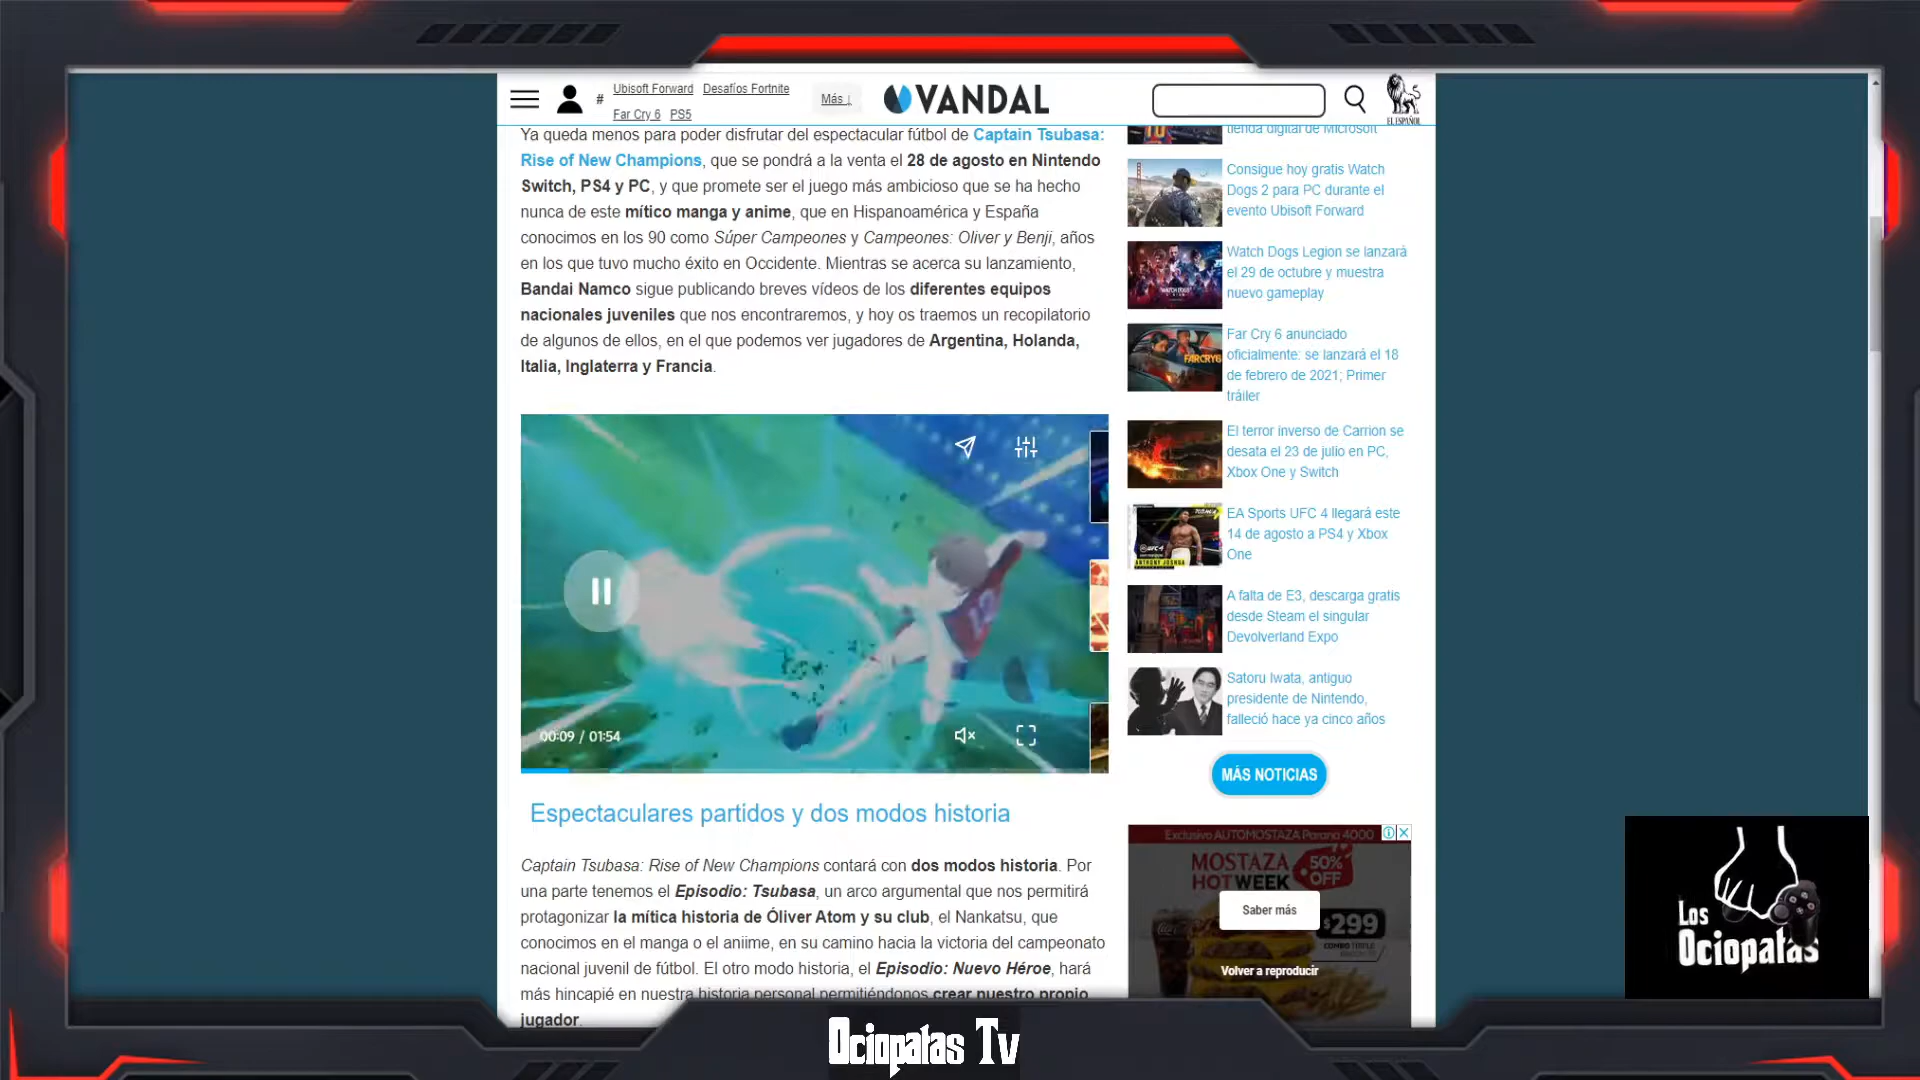 # Ubisoft Forward Desafíos Fortnite
Far Cry 6 PS5
Más ↓
VANDAL
EL ESPAÑOL
Ya queda menos para poder disfrutar del espectacular fútbol de Captain Tsubasa:
Rise of New Champions, que se pondrá a la venta el 28 de agosto en Nintendo
Switch, PS4 y PC, y que promete ser el juego más ambicioso que se ha hecho
nunca de este mítico manga y anime, que en Hispanoamérica y España
conocimos en los 90 como Súper Campeones y Campeones: Oliver y Benji, años
en los que tuvo mucho éxito en Occidente. Mientras se acerca su lanzamiento,
Bandai Namco sigue publicando breves vídeos de los diferentes equipos
nacionales juveniles que nos encontraremos, y hoy os traemos un recopilatorio
de algunos de ellos, en el que podemos ver jugadores de Argentina, Holanda,
Italia, Inglaterra y Francia.
00:09 / 01:54
Espectaculares partidos y dos modos historia
Captain Tsubasa: Rise of New Champions contará con dos modos historia. Por
una parte tenemos el Episodio: Tsubasa, un arco argumental que nos permitirá
protagonizar la mítica historia de Óliver Atom y su club, el Nankatsu, que
conocimos en el manga o el aniime, en su camino hacia la victoria del campeonato
nacional juvenil de fútbol. El otro modo historia, el Episodio: Nuevo Héroe, hará
más hincapié en nuestra historia personal permitiéndonos crear nuestro propio
jugador.
tienda digital de Microsoft
Consigue hoy gratis Watch
Dogs 2 para PC durante el
evento Ubisoft Forward
Watch Dogs Legion se lanzará
el 29 de octubre y muestra
nuevo gameplay
FARCRY6
Far Cry 6 anunciado
oficialmente: se lanzará el 18
de febrero de 2021; Primer
tráiler
El terror inverso de Carrion se
desata el 23 de julio en PC,
Xbox One y Switch
ANTHONY JOSHUA
EA Sports UFC 4 llegará este
14 de agosto a PS4 y Xbox
One
A falta de E3, descarga gratis
desde Steam el singular
Devolverland Expo
Satoru Iwata, antiguo
presidente de Nintendo,
falleció hace ya cinco años
MÁS NOTICIAS
Exclusivo AUTOMOSTAZA Parana 4000
MOSTAZA
HOTWEEK
50%
OFF
Saber más
$299
COMBO TRIPLE
Volver a reproducir
Los
Ociopatas
Ociopatas Tv